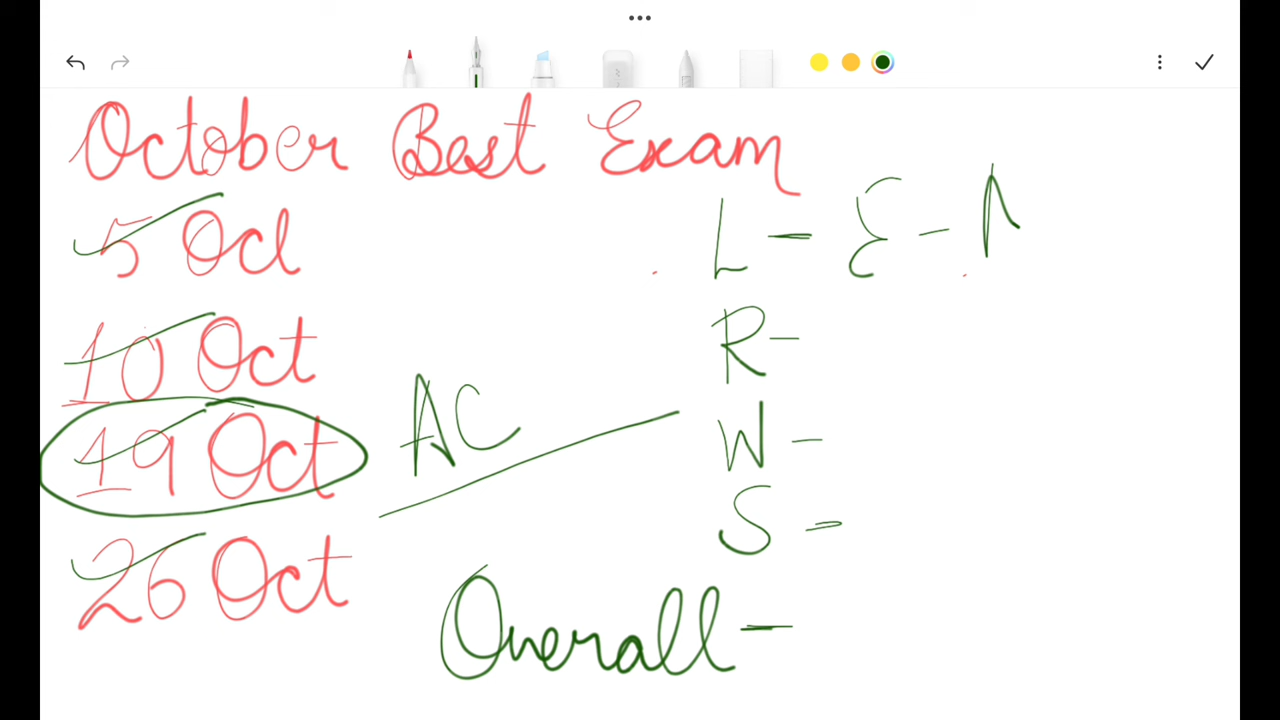 October Best Exam
5 Oct
10 Oct
19 Oct
26 Oct
AC
L - E -
R-
W -
S =
Overall -